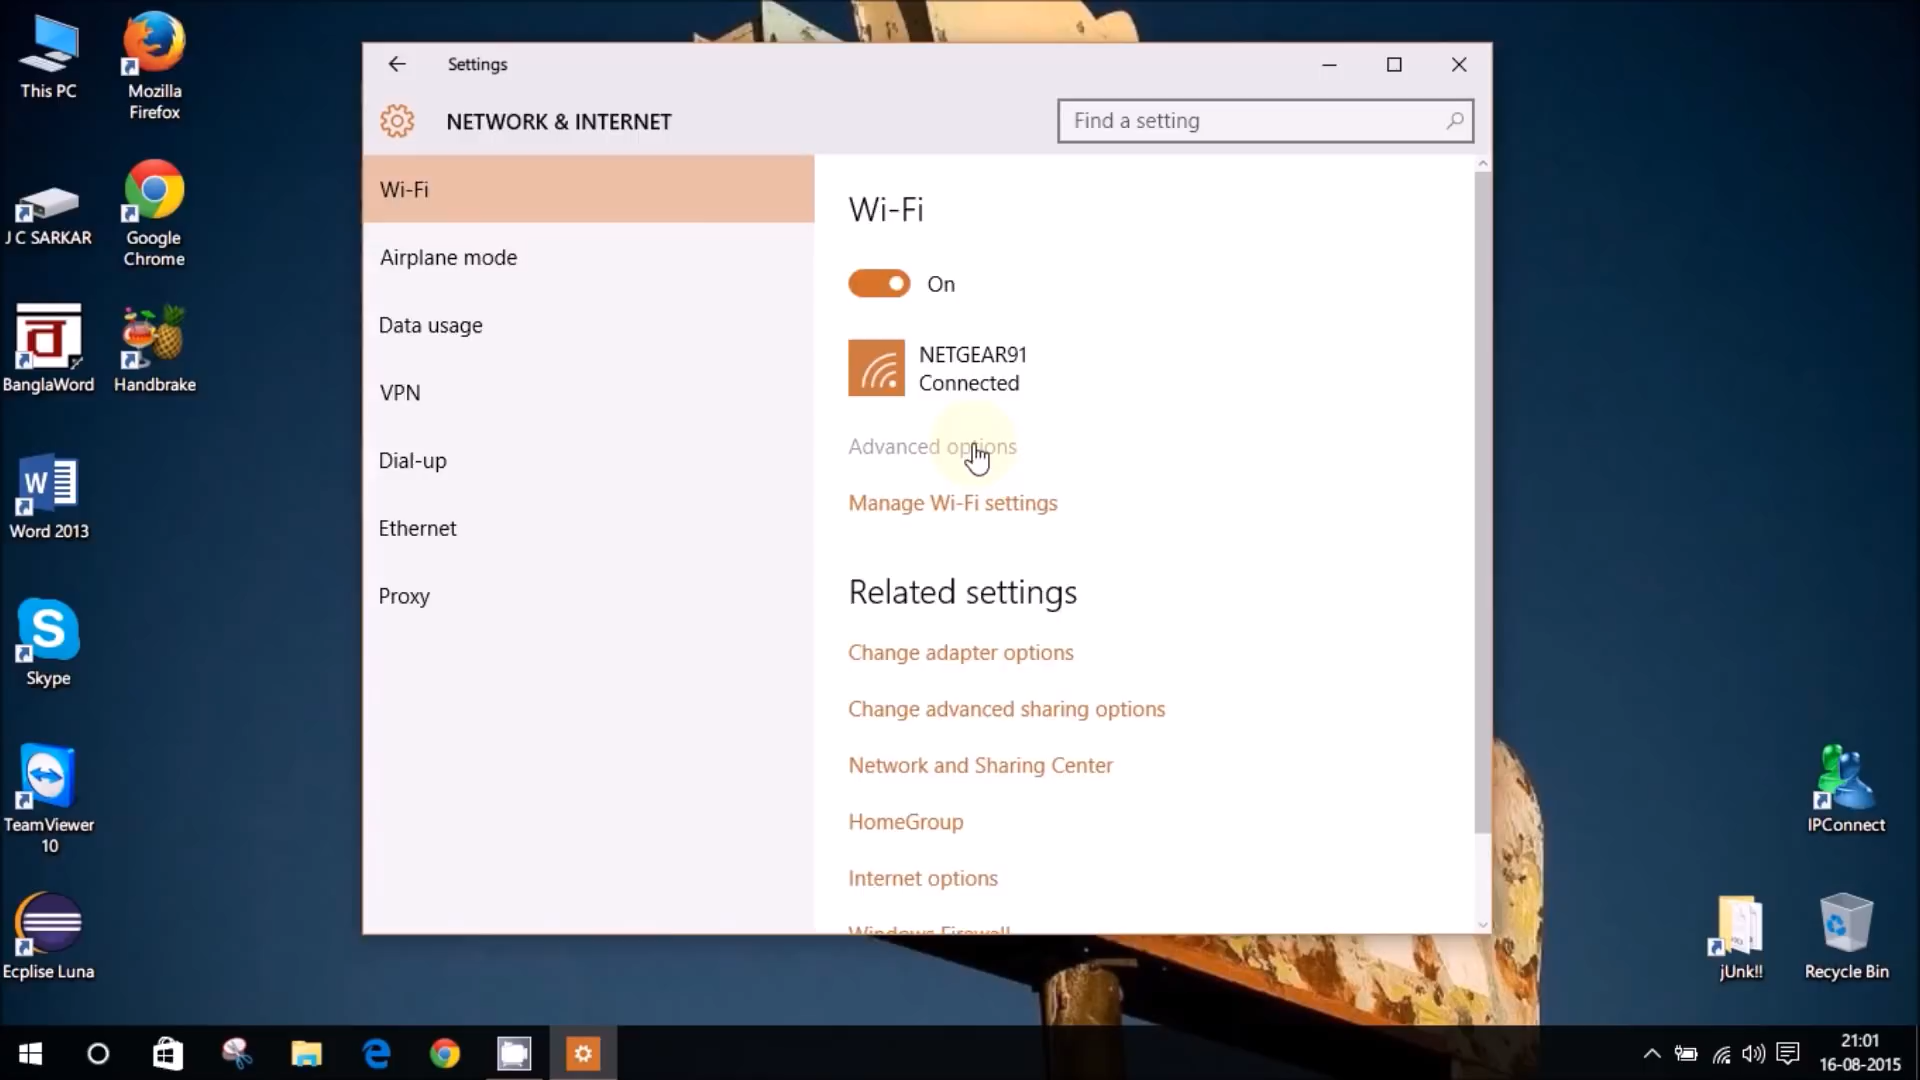 This PC
Mozilla
Firefox
J C SARKAR
Google
Chrome
BanglaWord
Handbrake
W
Word 2013
S
Skype
TeamViewer
10
Ecplise Luna
Settings
NETWORK & INTERNET
Find a setting
Wi-Fi
Airplane mode
Data usage
VPN
Dial-up
Ethernet
Proxy
Wi-Fi
On
NETGEAR91
Connected
Advanced options
Manage Wi-Fi settings
Related settings
Change adapter options
Change advanced sharing options
Network and Sharing Center
HomeGroup
Internet options
Windows Firewall
IPConnect
jUnk!!
Recycle Bin
21:01
16-08-2015